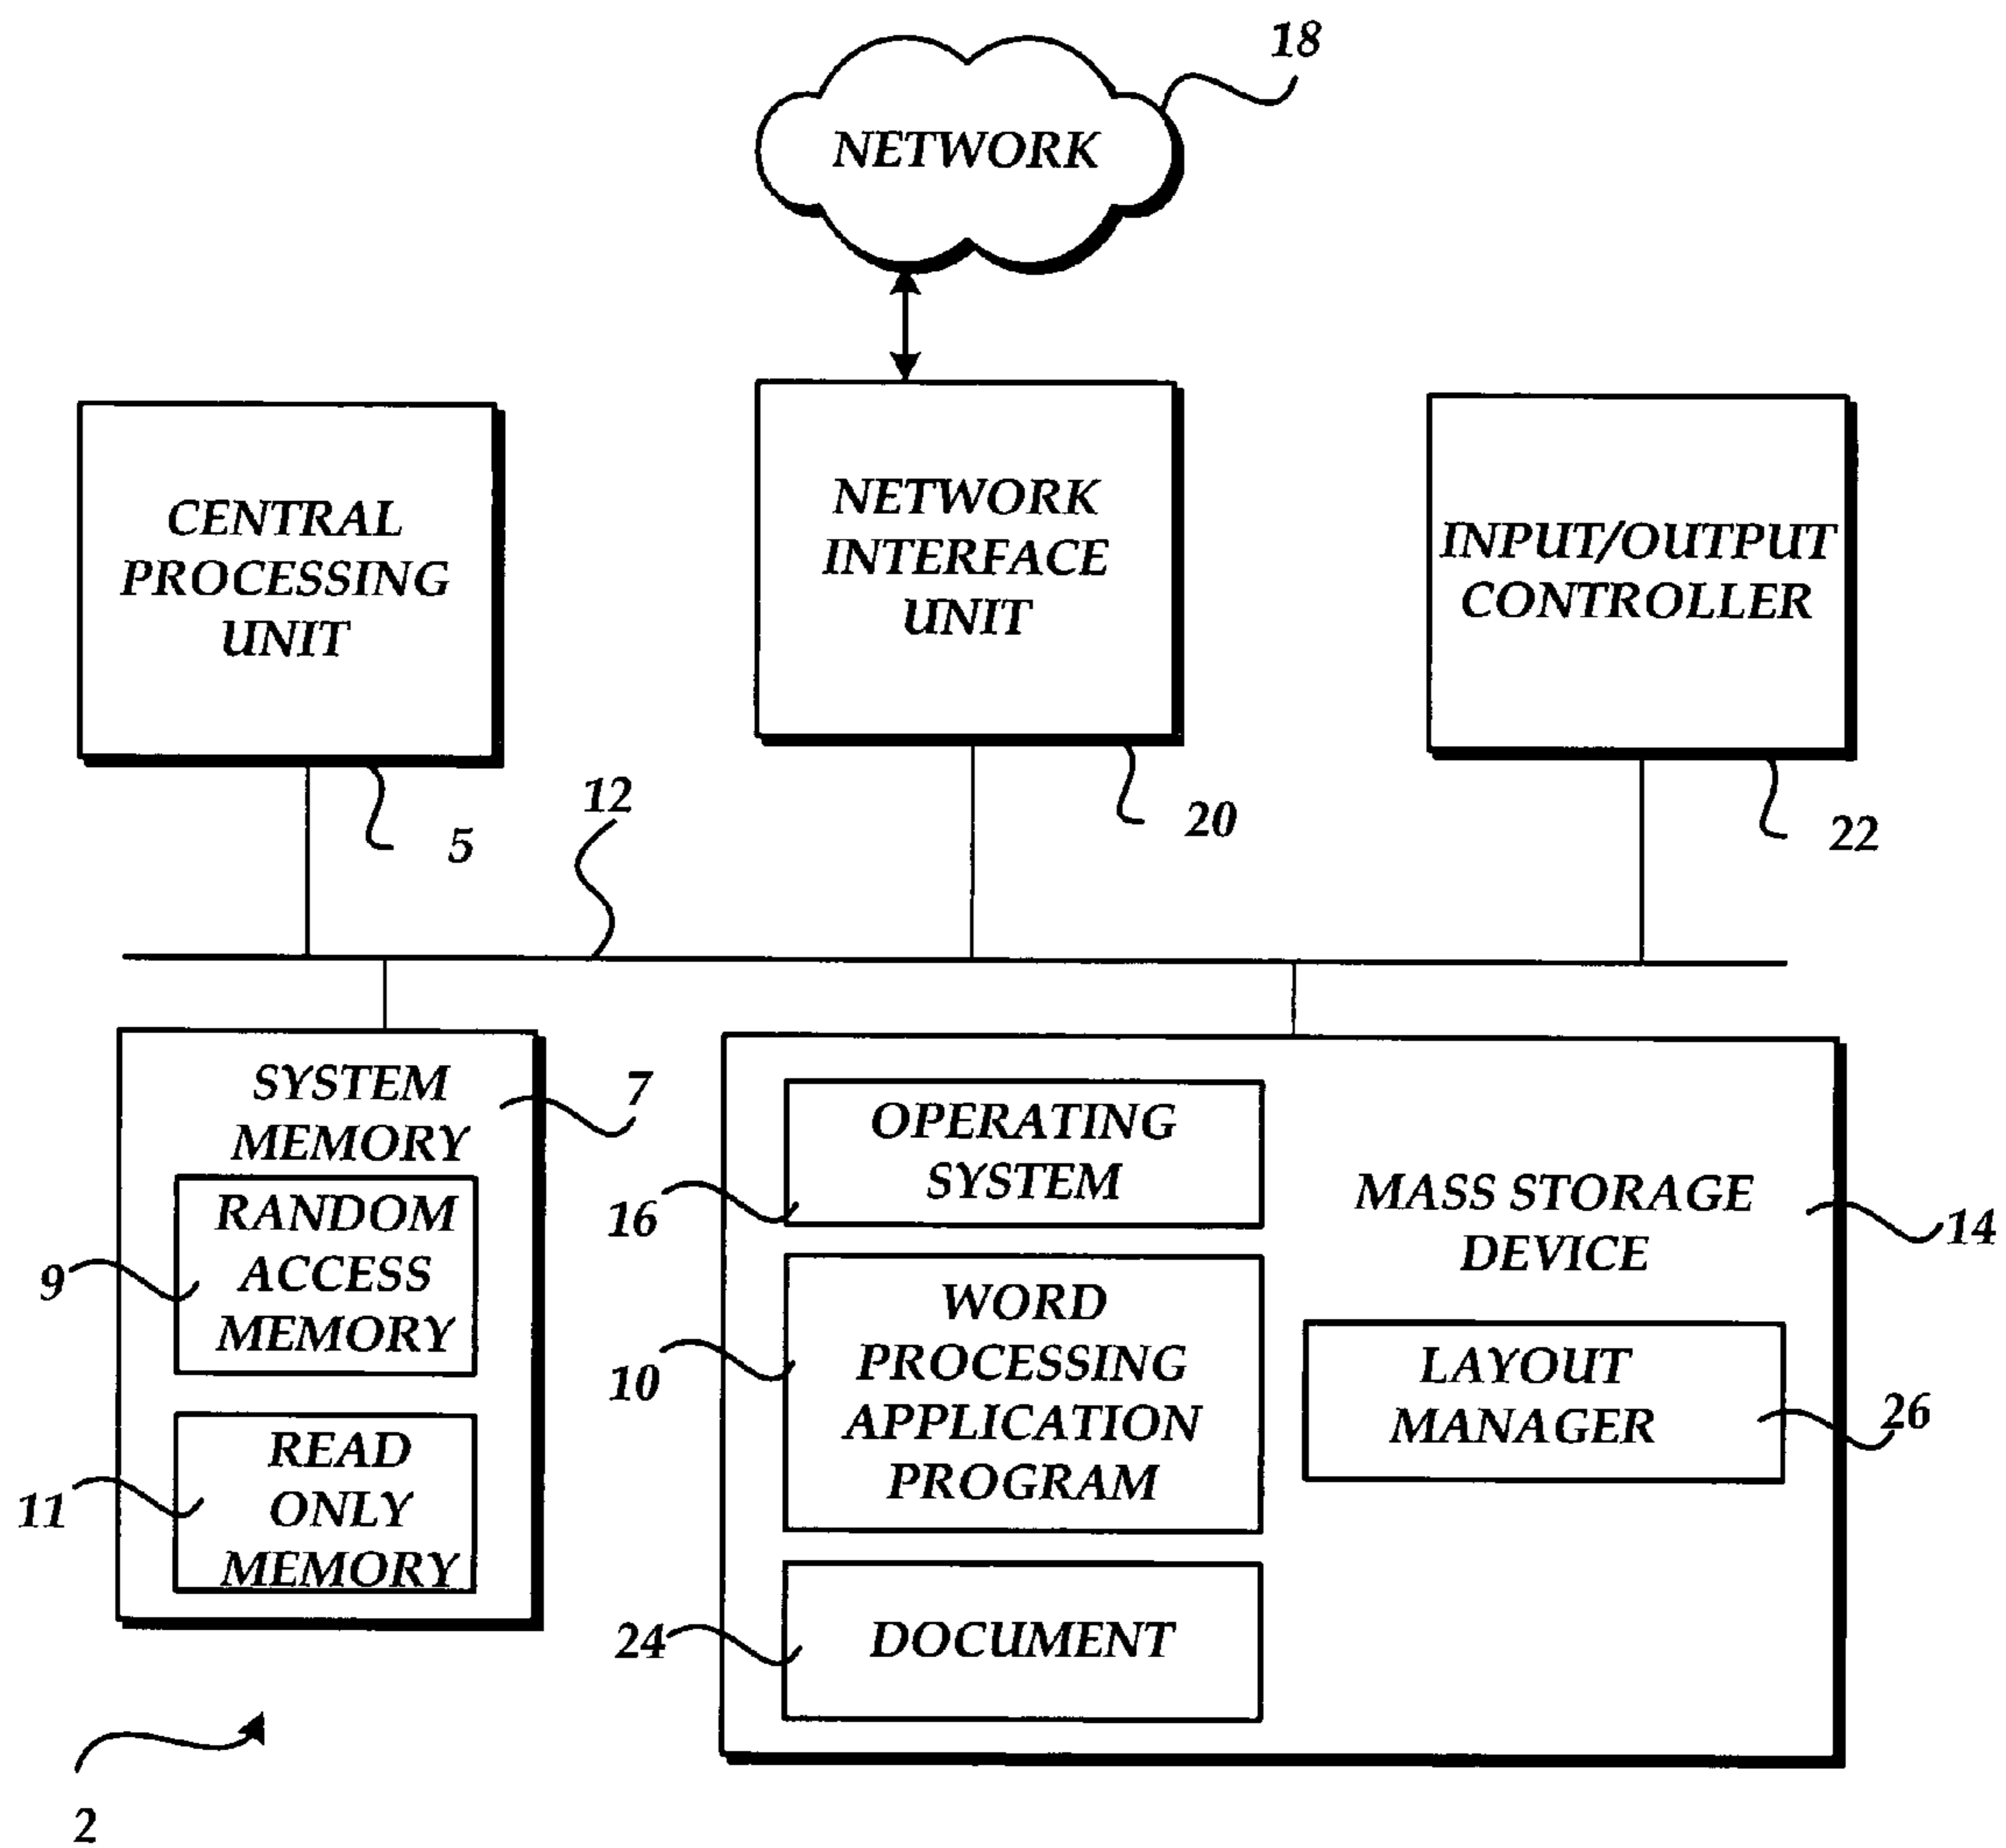 18
NETWORK
CENTRAL
PROCESSING
UNIT
5
NETWORK
INTERFACE
UNIT
20
INPUT/OUTPUT
CONTROLLER
22
12
SYSTEM
MEMORY
7
RANDOM
ACCESS
MEMORY
9
READ
ONLY
MEMORY
11
OPERATING
SYSTEM
16
MASS STORAGE
DEVICE
14
WORD
PROCESSING
APPLICATION
PROGRAM
10
LAYOUT
MANAGER
26
DOCUMENT
24
2